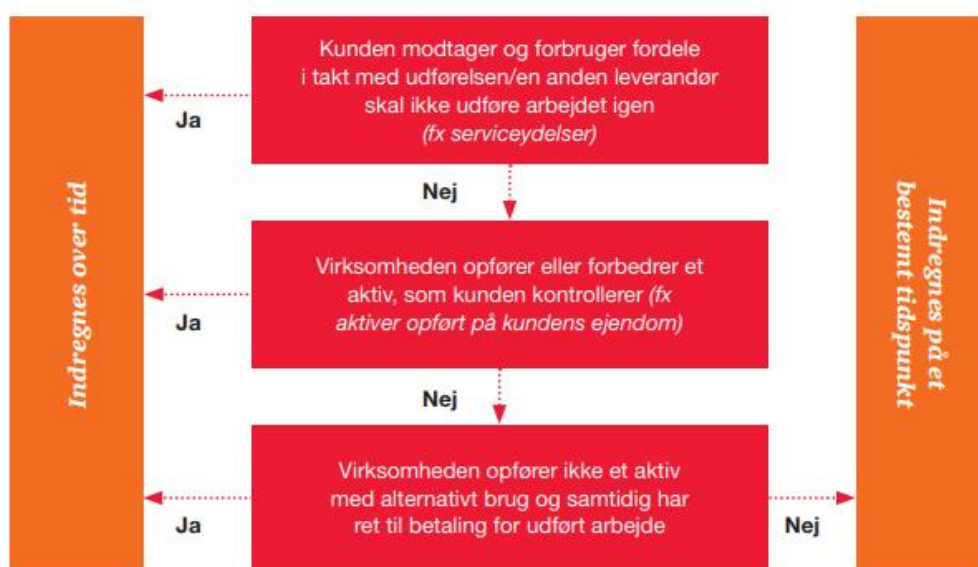 Indregnes over tid
Kunden modtager og forbruger fordele
i takt med udførelsen/en anden leverandør
skal ikke udføre arbejdet igen
(fx serviceydelser)
Ja
Nej
Virksomheden opfører eller forbedrer et
aktiv, som kunden kontrollerer (fx
aktiver opført på kundens ejendom)
Ja
Nej
Virksomheden opfører ikke et aktiv
med alternativt brug og samtidig har
ret til betaling for udført arbejde
Ja
Nej
Indregnes på et
bestemt tidspunkt